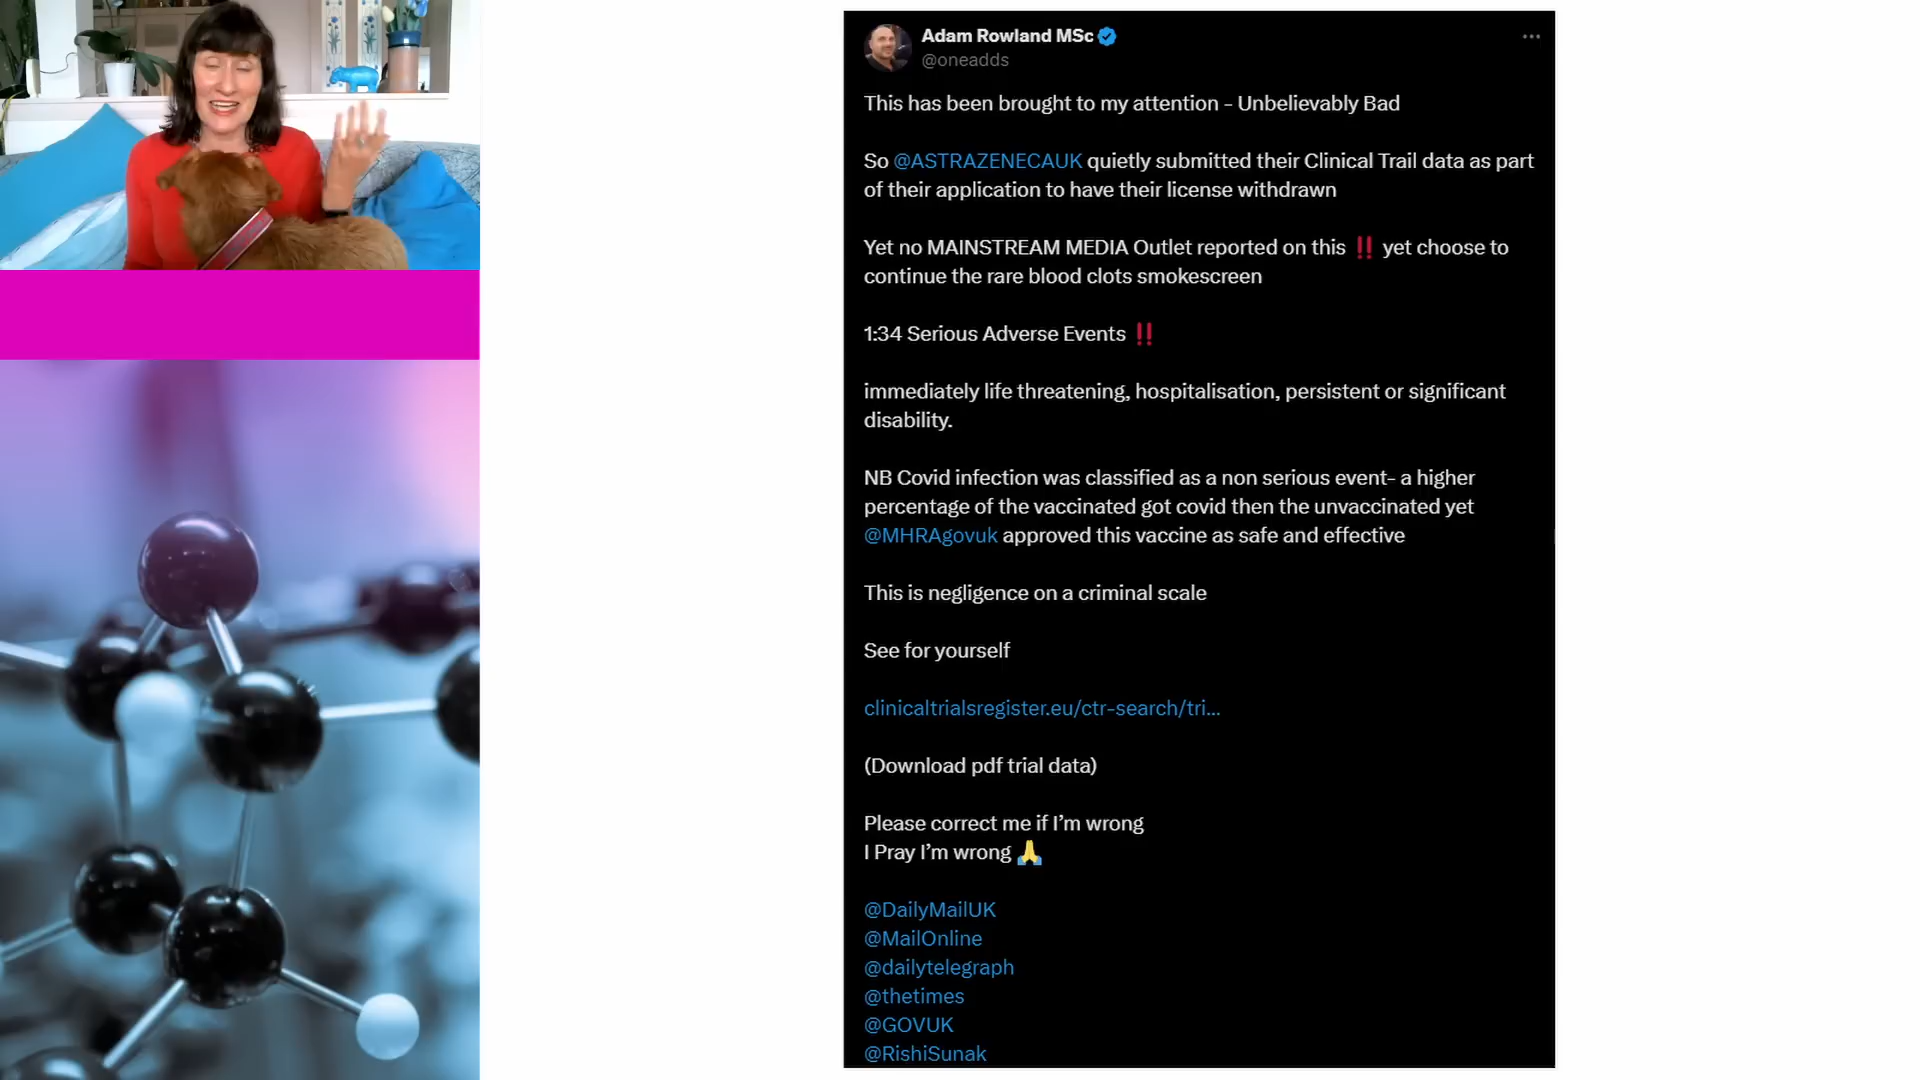 Adam Rowland MSc
@oneadds
This has been brought to my attention - Unbelievably Bad
So @ASTRAZENECAUK quietly submitted their Clinical Trail data as part
of their application to have their license withdrawn
Yet no MAINSTREAM MEDIA Outlet reported on this ‼️ yet choose to
continue the rare blood clots smokescreen
1:34 Serious Adverse Events ‼️
immediately life threatening, hospitalisation, persistent or significant
disability.
NB Covid infection was classified as a non serious event- a higher
percentage of the vaccinated got covid then the unvaccinated yet
@MHRAgovuk approved this vaccine as safe and effective
This is negligence on a criminal scale
See for yourself
clinicaltrialsregister.eu/ctr-search/tri...
(Download pdf trial data)
Please correct me if I'm wrong
I Pray I'm wrong 🙏
@DailyMailUK
@MailOnline
@dailytelegraph
@thetimes
@GOVUK
@RishiSunak